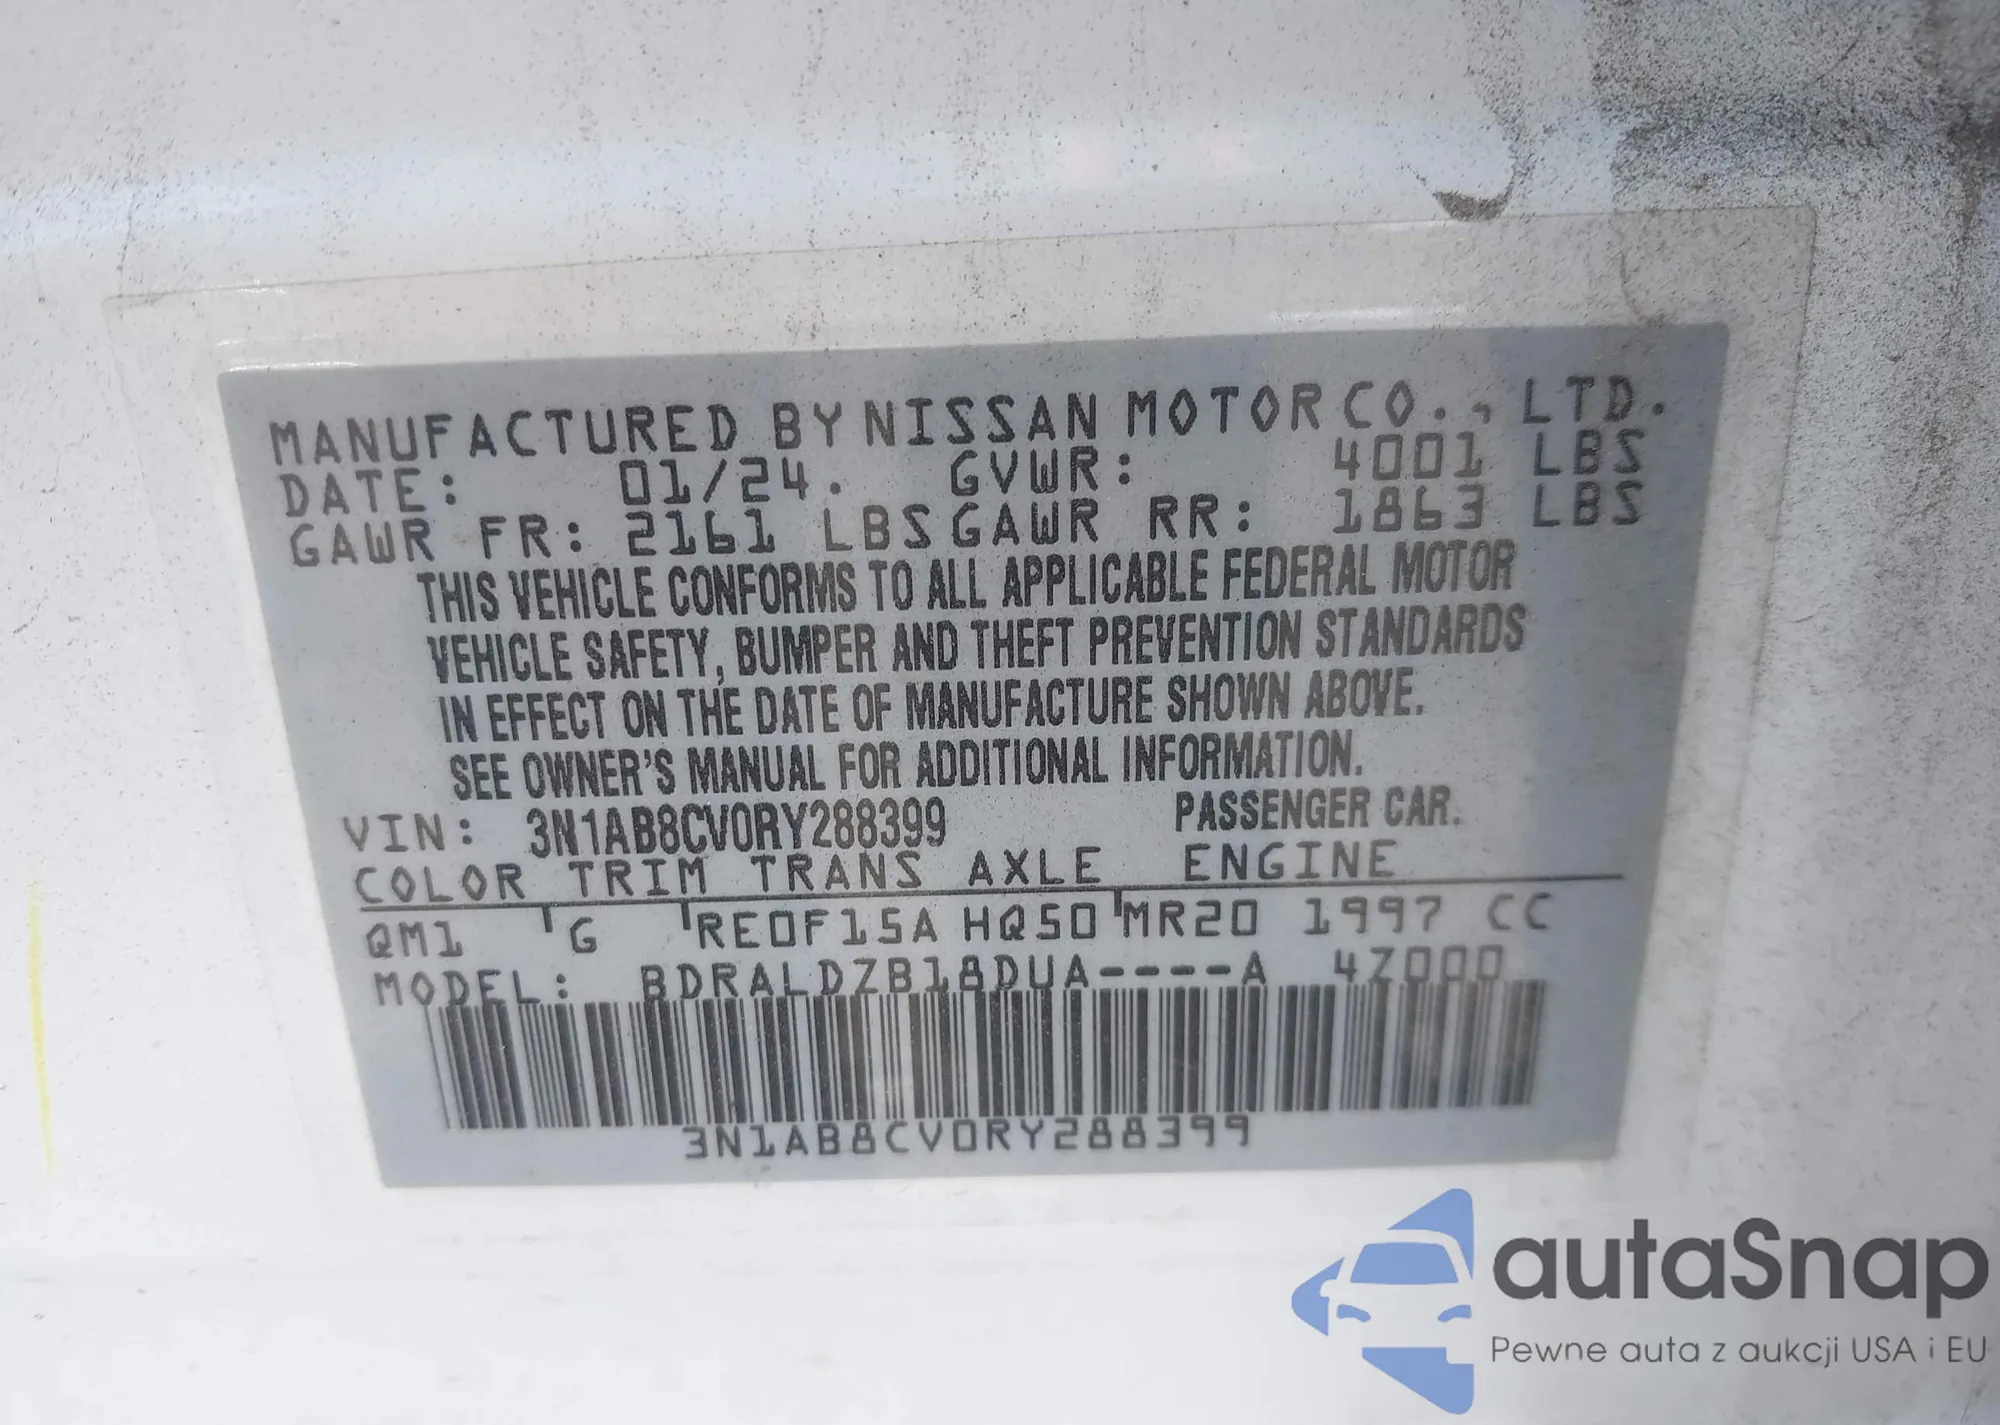 MANUFACTURED BY NISSAN MOTOR CO., LTD.
DATE: 01/24. GVWR: 4001 LBS
GAWR FR: 2161 LBS GAWR RR: 1863 LBS
THIS VEHICLE CONFORMS TO ALL APPLICABLE FEDERAL MOTOR
VEHICLE SAFETY, BUMPER AND THEFT PREVENTION STANDARDS
IN EFFECT ON THE DATE OF MANUFACTURE SHOWN ABOVE.
SEE OWNER'S MANUAL FOR ADDITIONAL INFORMATION.
VIN: 3N1AB8CV0RY288399 PASSENGER CAR.
COLOR TRIM TRANS AXLE ENGINE
QM1 G RE0F15A HQ50 MR20 1997 CC
MODEL: BDRALDZB18DUA----A 4Z000
3N1AB8CV0RY288399
autaSnap
Pewne auta z aukcji USA i EU